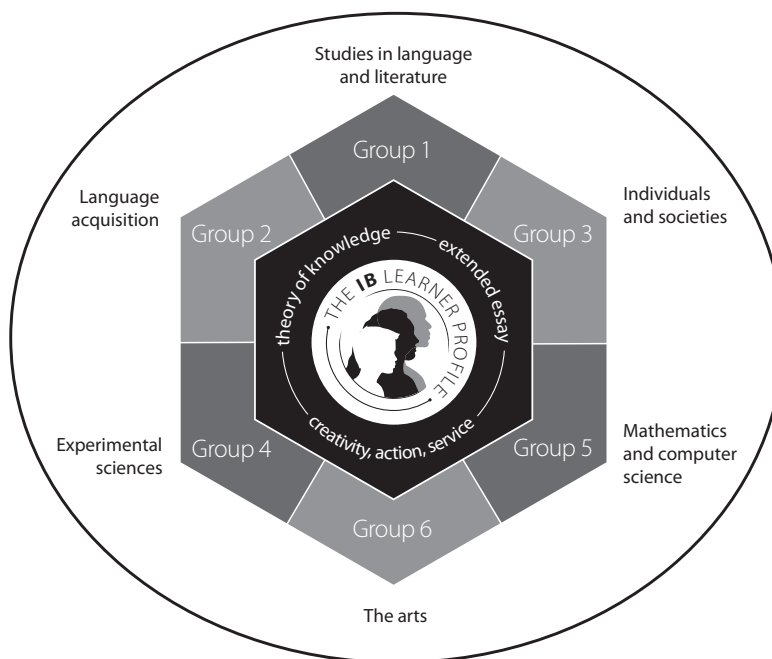 Studies in language
and literature
Group 1
Language
acquisition
Group 2
Individuals
and societies
Group 3
theory of knowledge
extended essay
THE IB LEARNER PROFILE
creativity, action, service
Experimental
sciences
Group 4
Mathematics
and computer
science
Group 5
Group 6
The arts